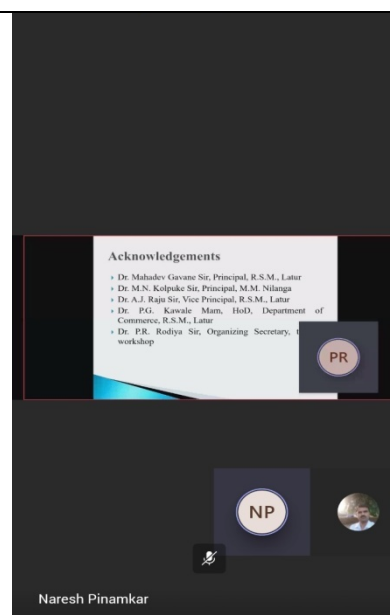 Acknowledgements
Dr. Mahadev Gavane Sir, Principal, R.S.M., Latur
Dr. M.N. Kolpuke Sir, Principal, M.M. Nilanga
Dr. A.J. Raju Sir, Vice Principal, R.S.M., Latur
Dr. P.G. Kawale Mam, HoD, Department of
Commerce, R.S.M., Latur
Dr. P.R. Rodiya Sir, Organizing Secretary,
workshop
PR
NP
Naresh Pinamkar